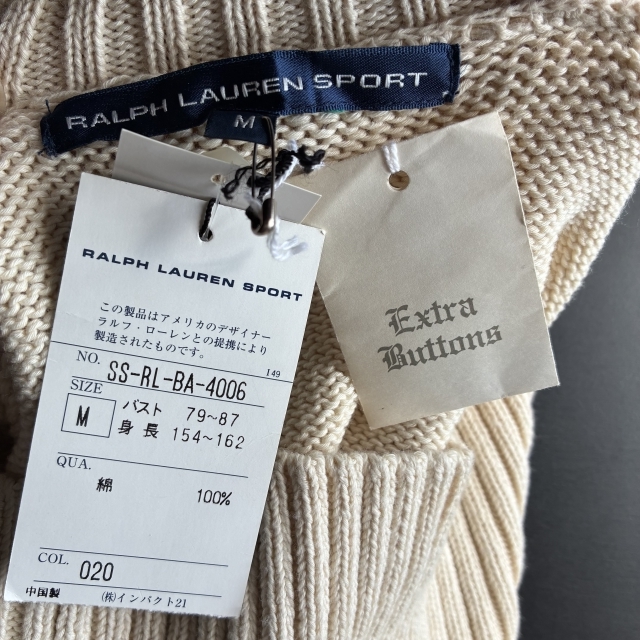 RALPH LAUREN SPORT
M
RALPH LAUREN SPORT
この製品はアメリカのデザイナー
ラルフ・ローレンとの提携により
製造されたものです。
149
NO. SS-RL-BA-4006
SIZE
M
バスト 79~87
身長 154~162
QUA.
綿 100%
COL.
020
中国製 (株)インパクト21
Extra
Buttons